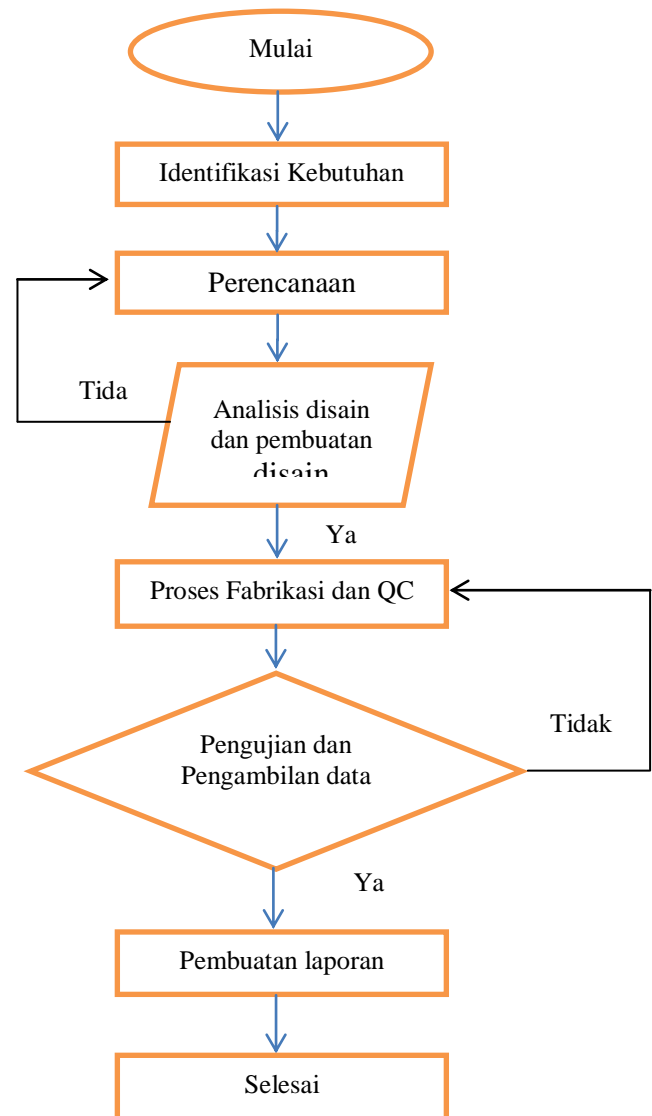 Mulai
Identifikasi Kebutuhan
Perencanaan
Tida
Analisis disain
dan pembuatan
disain
Ya
Proses Fabrikasi dan QC
Tidak
Pengujian dan
Pengambilan data
Ya
Pembuatan laporan
Selesai